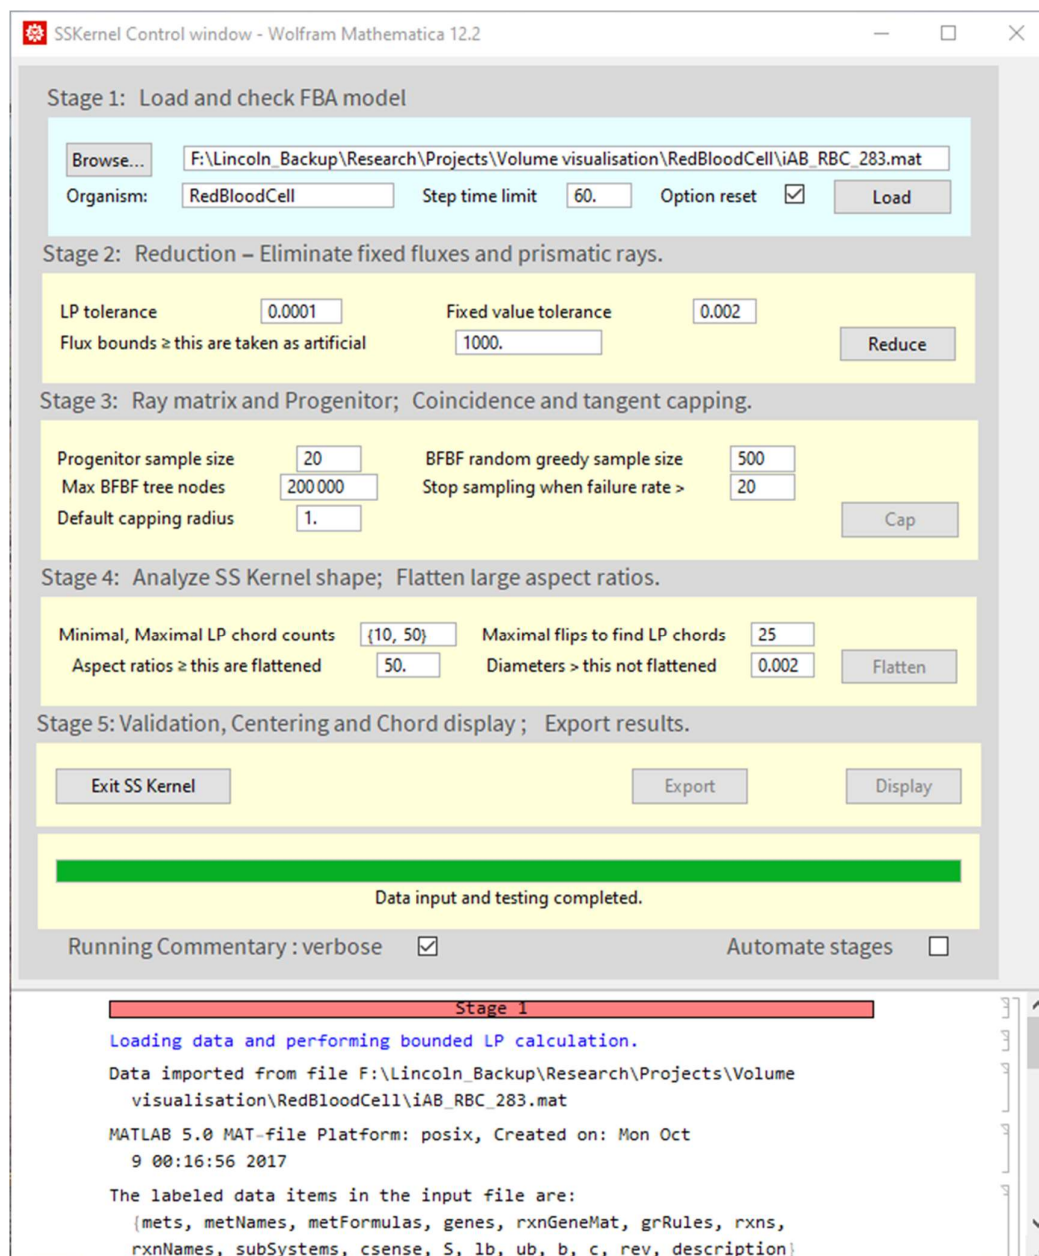 SSKernel Control window - Wolfram Mathematica 12.2
Stage 1: Load and check FBA model
Browse... F:\Lincoln_Backup\Research\Projects\Volume visualisation\RedBloodCell\iAB_RBC_283.mat
Organism: RedBloodCell Step time limit 60. Option reset Load
Stage 2: Reduction – Eliminate fixed fluxes and prismatic rays.
LP tolerance 0.0001 Fixed value tolerance 0.002
Flux bounds ≥ this are taken as artificial 1000. Reduce
Stage 3: Ray matrix and Progenitor; Coincidence and tangent capping.
Progenitor sample size 20 BFBF random greedy sample size 500
Max BFBF tree nodes 200 000 Stop sampling when failure rate > 20
Default capping radius 1. Cap
Stage 4: Analyze SS Kernel shape; Flatten large aspect ratios.
Minimal, Maximal LP chord counts {10, 50} Maximal flips to find LP chords 25
Aspect ratios ≥ this are flattened 50. Diameters > this not flattened 0.002 Flatten
Stage 5: Validation, Centering and Chord display ; Export results.
Exit SS Kernel Export Display
Data input and testing completed.
Running Commentary : verbose Automate stages
Stage 1
Loading data and performing bounded LP calculation.
Data imported from file F:\Lincoln_Backup\Research\Projects\Volume
visualisation\RedBloodCell\iAB_RBC_283.mat
MATLAB 5.0 MAT-file Platform: posix, Created on: Mon Oct
9 00:16:56 2017
The labeled data items in the input file are:
{mets, metNames, metFormulas, genes, rxnGeneMat, grRules, rxns,
rxnNames, subSystems, csense, S, lb, ub, b, c, rev, description}